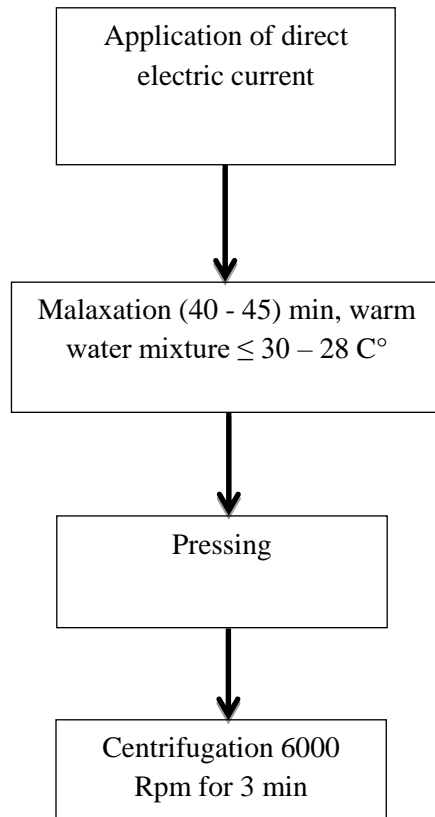 Application of direct
electric current
Malaxation (40 - 45) min, warm
water mixture ≤ 30 – 28 C°
Pressing
Centrifugation 6000
Rpm for 3 min